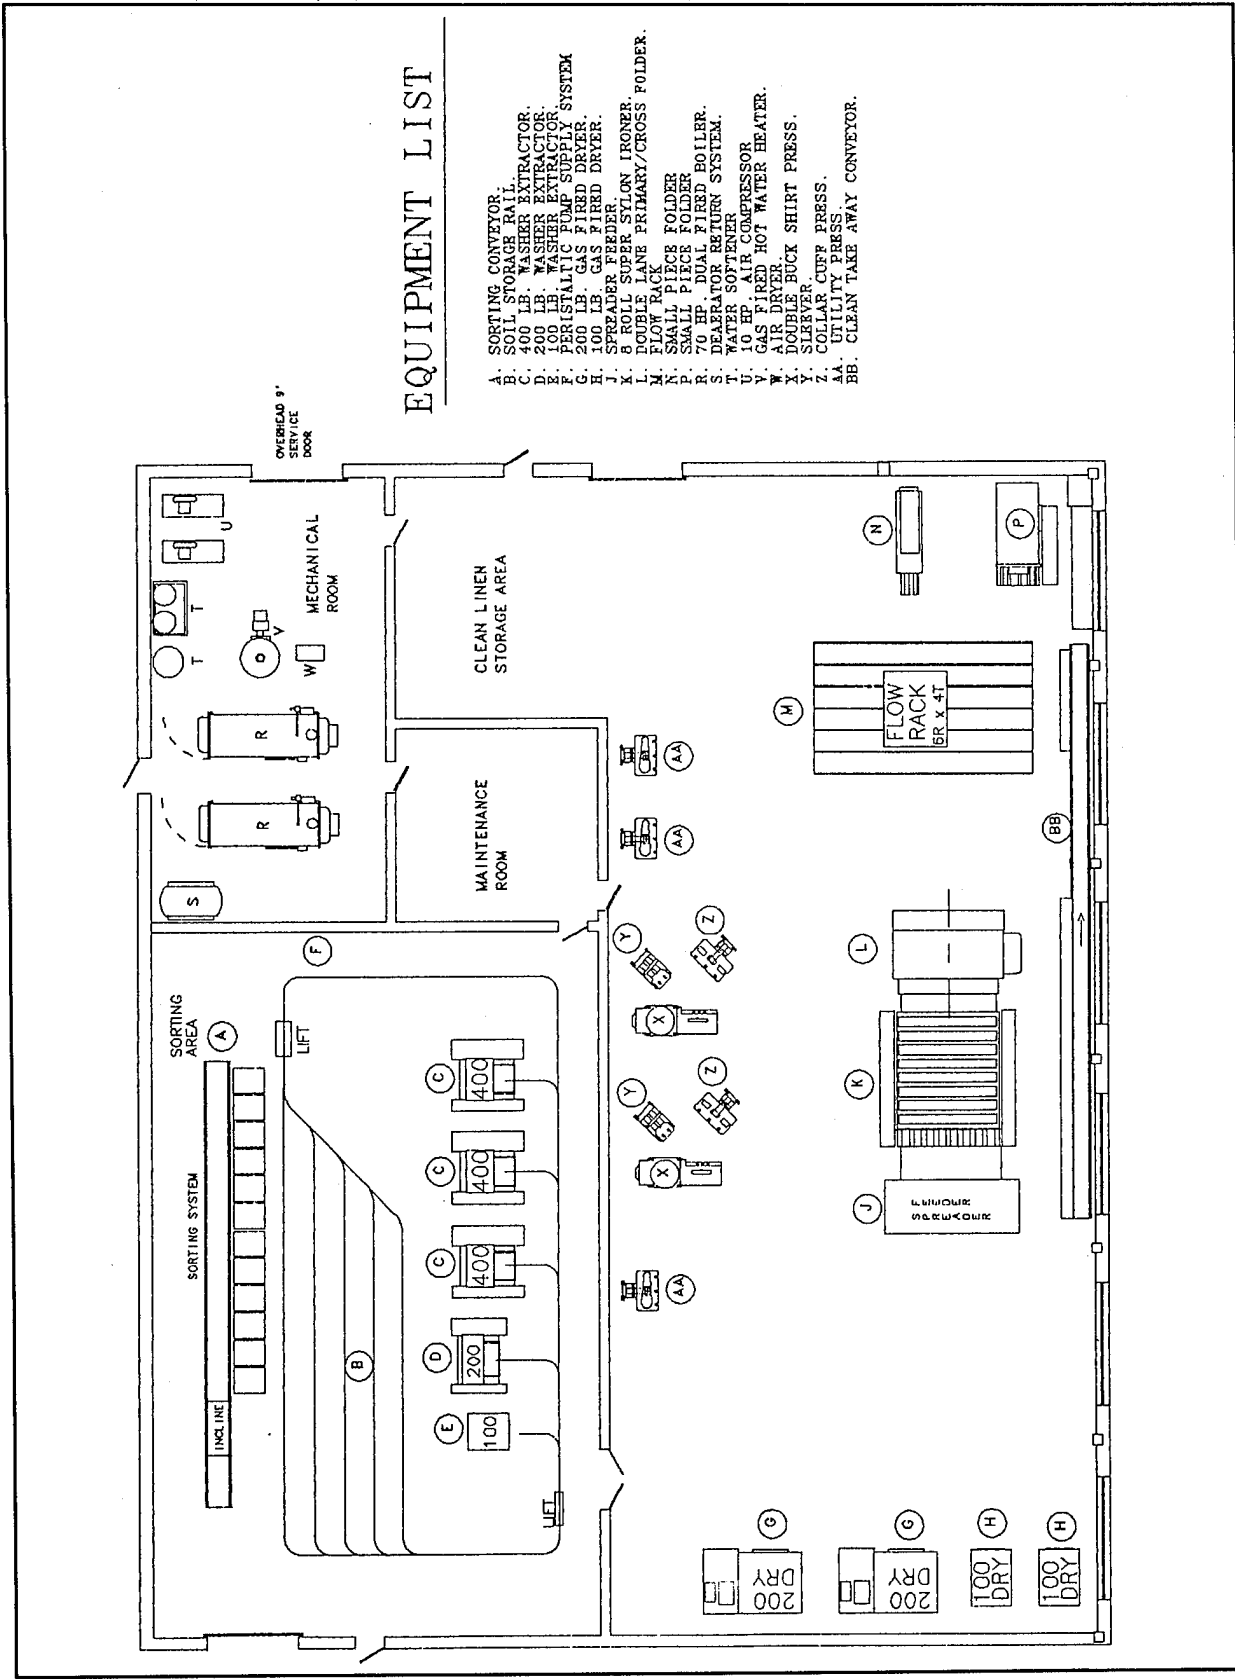 EQUIPMENT LIST
A. SORTING CONVEYOR.
B. SOIL STORAGE RAIL.
C. 400 LB. WASHER EXTRACTOR.
D. 200 LB. WASHER EXTRACTOR.
E. 100 LB. WASHER EXTRACTOR.
F. PERISTALTIC PUMP SUPPLY SYSTEM
G. 200 LB. GAS FIRED DRYER.
H. 100 LB. GAS FIRED DRYER.
J. SPREADER FEEDER.
K. 8 ROLL SUPER SYLON IRONER.
L. DOUBLE LANE PRIMARY/CROSS FOLDER.
M. FLOW RACK
N. SMALL PIECE FOLDER
P. SMALL PIECE FOLDER
R. 70 HP. DUAL FIRED BOILER.
S. DEAERATOR RETURN SYSTEM.
T. WATER SOFTENER
U. 10 HP. AIR COMPRESSOR
V. GAS FIRED HOT WATER HEATER.
W. AIR DRYER.
X. DOUBLE BUCK SHIRT PRESS.
Y. SLEEVER.
Z. COLLAR CUFF PRESS.
AA. UTILITY PRESS.
BB. CLEAN TAKE AWAY CONVEYOR.
OVERHEAD 9'
SERVICE
DOOR
U
T
T
V
W
MECHANICAL
ROOM
R
R
S
CLEAN LINEN
STORAGE AREA
MAINTENANCE
ROOM
SORTING
AREA
A
F
LIFT
SORTING SYSTEM
INCLINE
B
C
400
C
400
C
400
D
200
E
100
LIFT
AA
AA
Y
Z
X
Y
Z
X
AA
N
P
M
FLOW
RACK
6R x 4T
BB
L
K
J
FEEDER
SPREADER
G
200
DRY
G
200
DRY
H
100
DRY
H
100
DRY